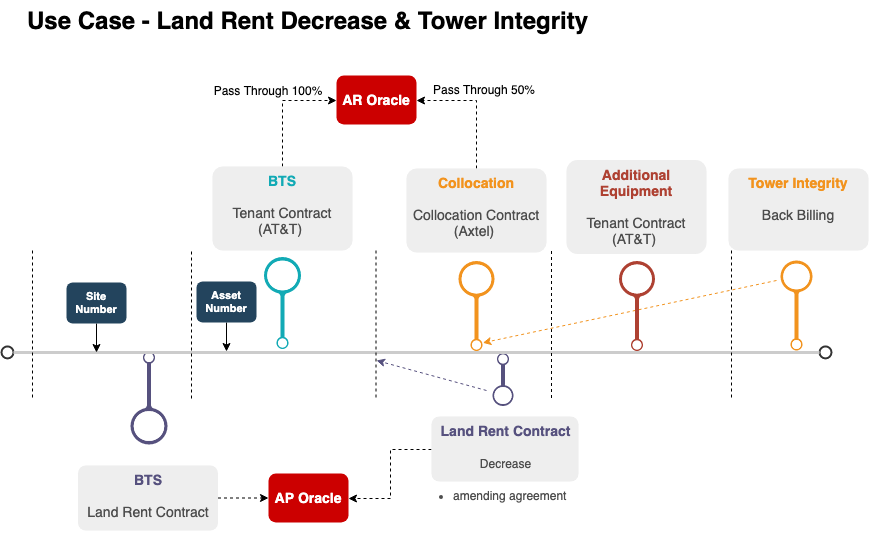 Use Case - Land Rent Decrease & Tower Integrity
Pass Through 100%
AR Oracle
Pass Through 50%
BTS
Tenant Contract
(AT&T)
Collocation
Collocation Contract
(Axtel)
Additional
Equipment
Tenant Contract
(AT&T)
Tower Integrity
Back Billing
Site
Number
Asset
Number
BTS
Land Rent Contract
AP Oracle
Land Rent Contract
Decrease
• amending agreement